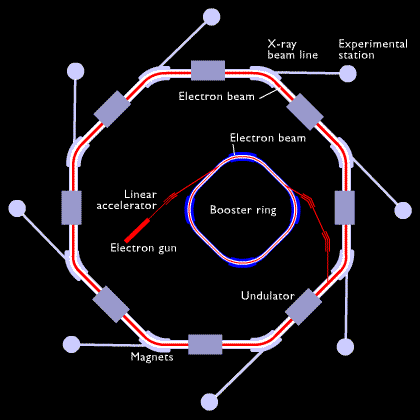 X-ray
beam line
Experimental
station
Electron beam
Electron beam
Linear
accelerator
Booster ring
Electron gun
Undulator
Magnets